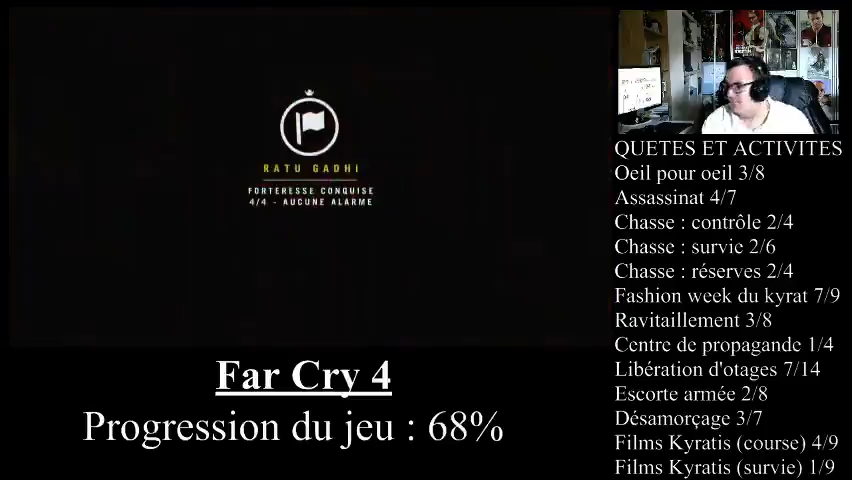 RATU GADHI
FORTERESSE CONQUISE
4/4 - AUCUNE ALARME
Far Cry 4
Progression du jeu : 68%
QUETES ET ACTIVITES
Oeil pour oeil 3/8
Assassinat 4/7
Chasse : contrôle 2/4
Chasse : survie 2/6
Chasse : réserves 2/4
Fashion week du kyrat 7/9
Ravitaillement 3/8
Centre de propagande 1/4
Libération d'otages 7/14
Escorte armée 2/8
Désamorçage 3/7
Films Kyratis (course) 4/9
Films Kyratis (survie) 1/9